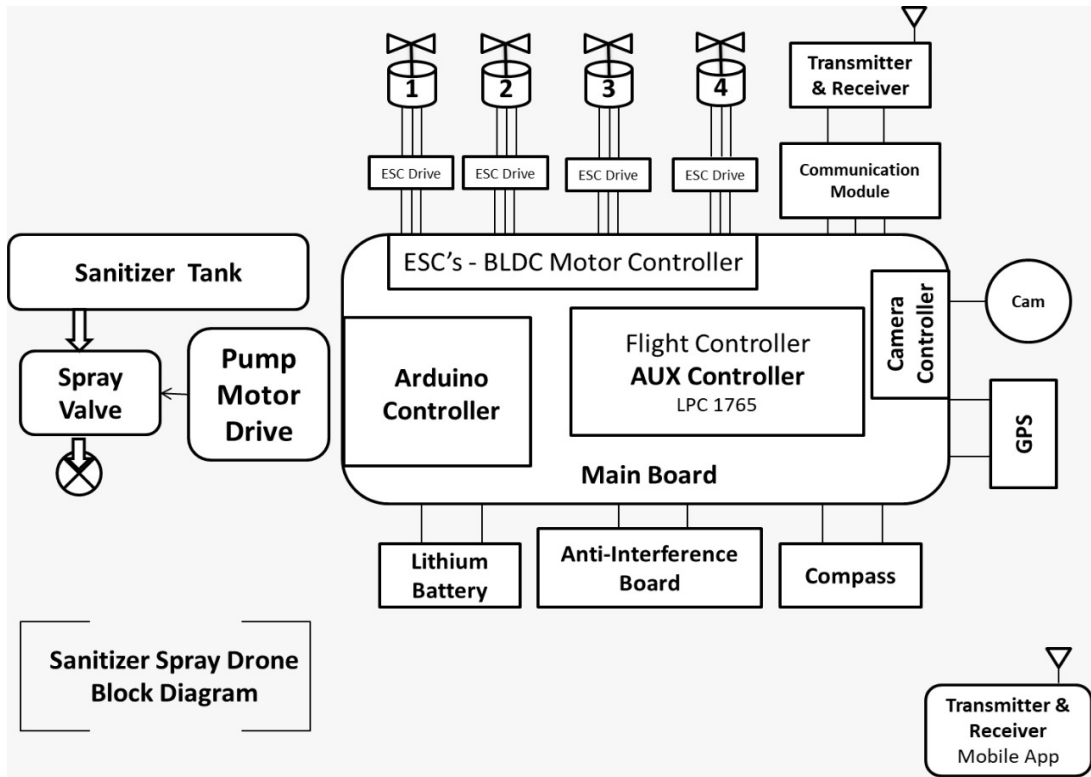 1
2
3
4
Transmitter
& Receiver
ESC Drive
ESC Drive
ESC Drive
ESC Drive
Communication
Module
Sanitizer Tank
ESC's - BLDC Motor Controller
Camera
Controller
Cam
Spray
Valve
Pump
Motor
Drive
Arduino
Controller
Flight Controller
AUX Controller
LPC 1765
GPS
Main Board
Lithium
Battery
Anti-Interference
Board
Compass
Sanitizer Spray Drone
Block Diagram
Transmitter &
Receiver
Mobile App